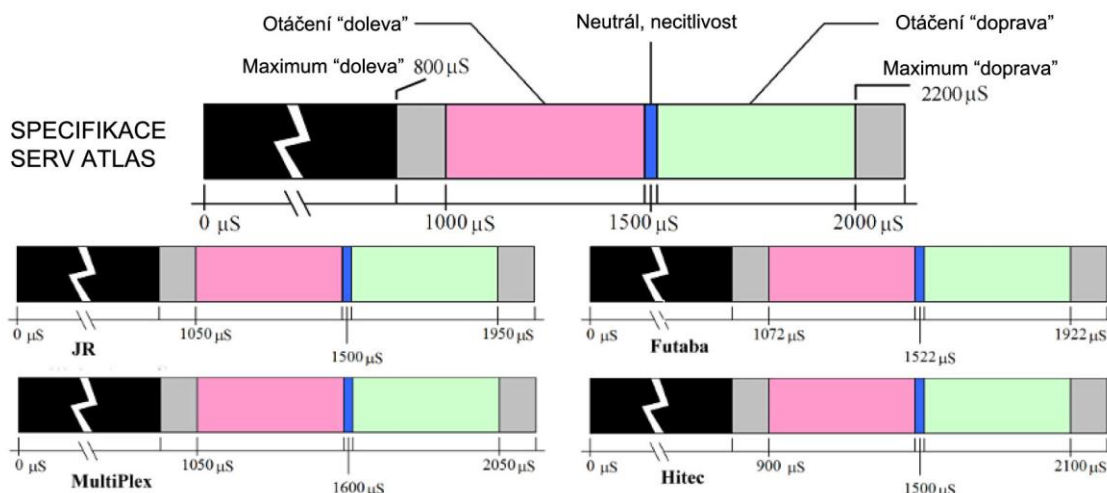 Otáčení “doleva”
Neutrál, necitlivost
Otáčení “doprava”
Maximum “doleva”
800 µS
Maximum “doprava”
2200 µS
SPECIFIKACE
SERV ATLAS
0 µS
1000 µS
1500 µS
2000 µS
0 µS
1050 µS
1950 µS
JR
1500 µS
0 µS
1072 µS
1922 µS
Futaba
1522 µS
0 µS
1050 µS
2050 µS
MultiPlex
1600 µS
0 µS
900 µS
2100 µS
Hitec
1500 µS